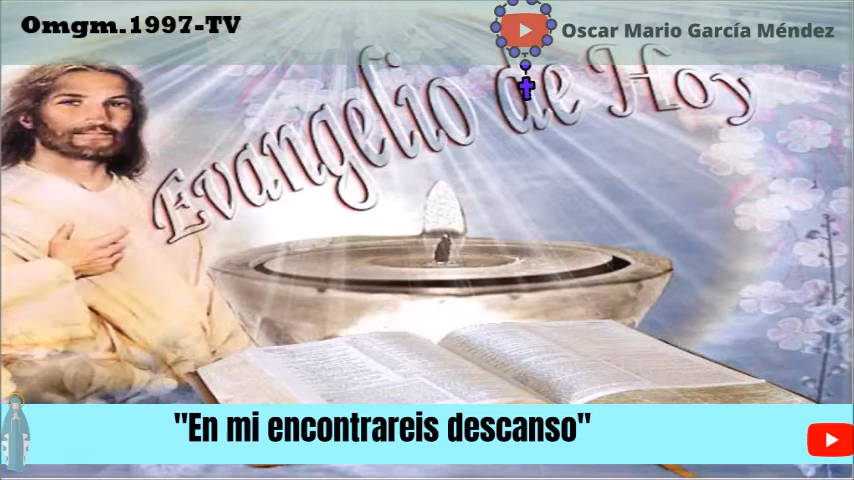 Omgm.1997-TV
Oscar Mario García Méndez
Evangelio de Hoy
"En mi encontrareis descanso"